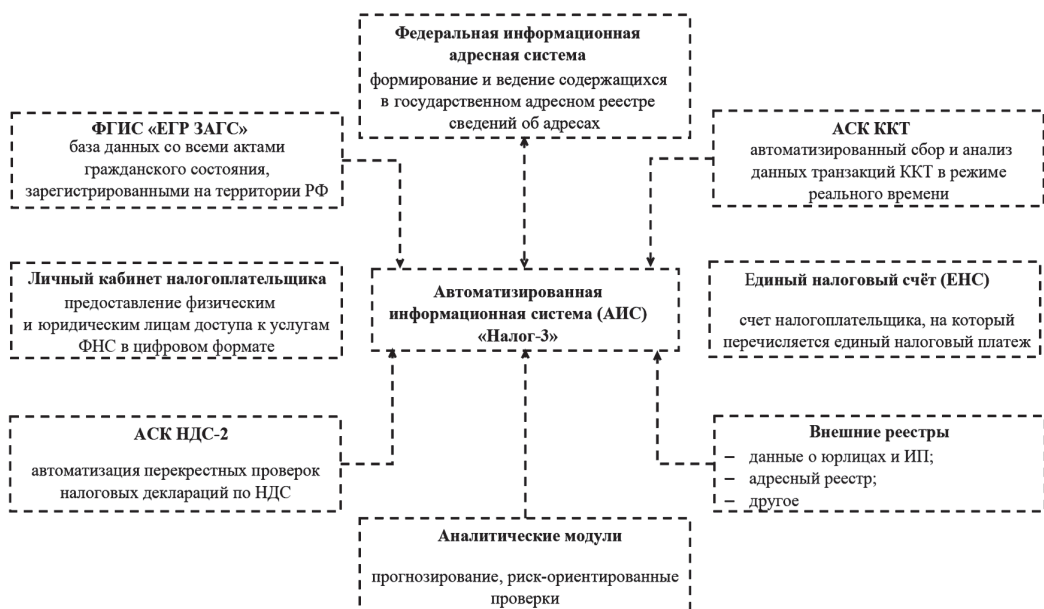 Федеральная информационная
адресная система
формирование и ведение содержащихся
в государственном адресном реестре
сведений об адресах
ФГИС «ЕГР ЗАГС»
база данных со всеми актами
гражданского состояния,
зарегистрированными на территории РФ
АСК ККТ
автоматизированный сбор и анализ
данных транзакций ККТ в режиме
реального времени
Личный кабинет налогоплательщика
предоставление физическим
и юридическим лицам доступа к услугам
ФНС в цифровом формате
Автоматизированная
информационная система (АИС)
«Налог-3»
Единый налоговый счёт (ЕНС)
счет налогоплательщика, на который
перечисляется единый налоговый платеж
АСК НДС-2
автоматизация перекрестных проверок
налоговых деклараций по НДС
Внешние реестры
– данные о юрлицах и ИП;
– адресный реестр;
– другое
Аналитические модули
прогнозирование, риск-ориентированные
проверки